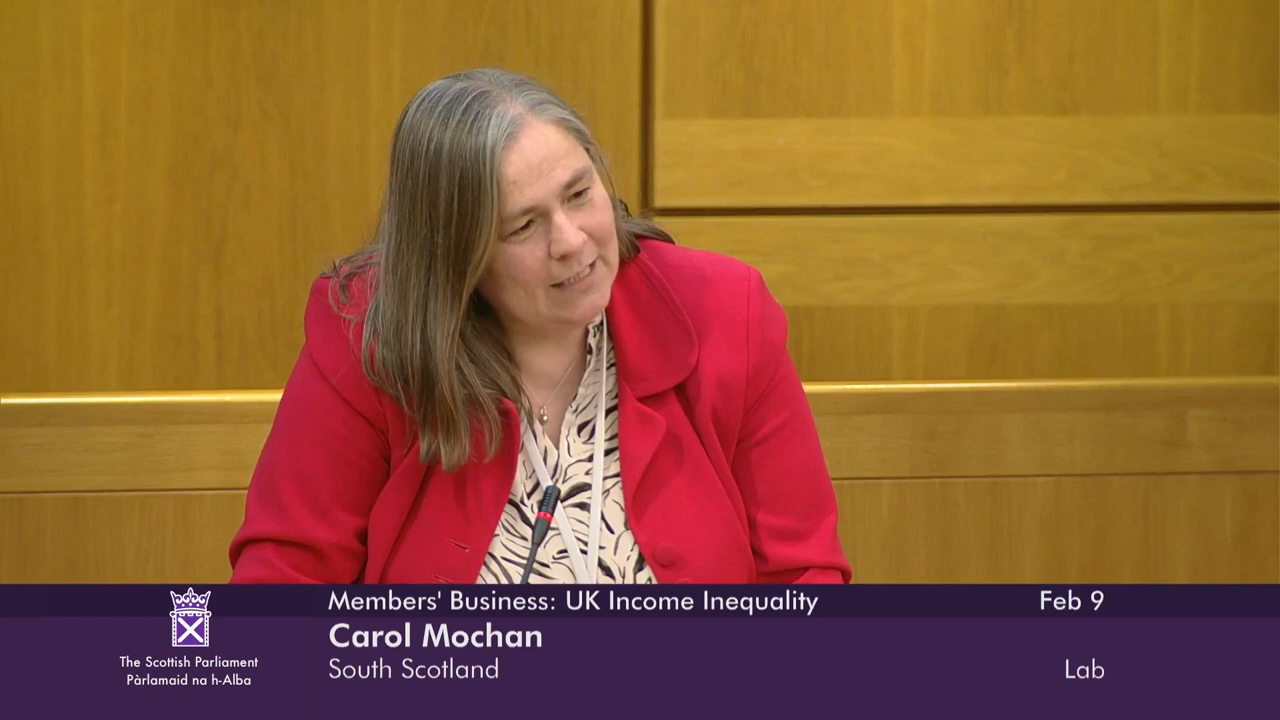 Members' Business: UK Income Inequality
Feb 9
Carol Mochan
South Scotland
Lab
The Scottish Parliament
Pàrlamaid na h-Alba